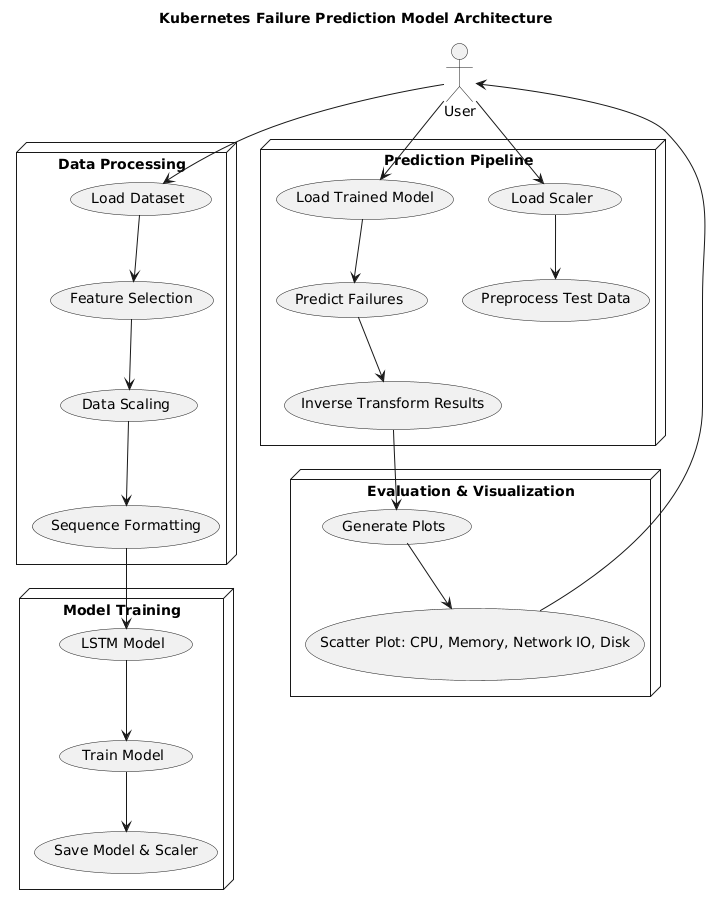 Kubernetes Failure Prediction Model Architecture
User
Data Processing
Load Dataset
Feature Selection
Data Scaling
Sequence Formatting
Model Training
LSTM Model
Train Model
Save Model & Scaler
Prediction Pipeline
Load Trained Model
Load Scaler
Predict Failures
Preprocess Test Data
Inverse Transform Results
Evaluation & Visualization
Generate Plots
Scatter Plot: CPU, Memory, Network IO, Disk